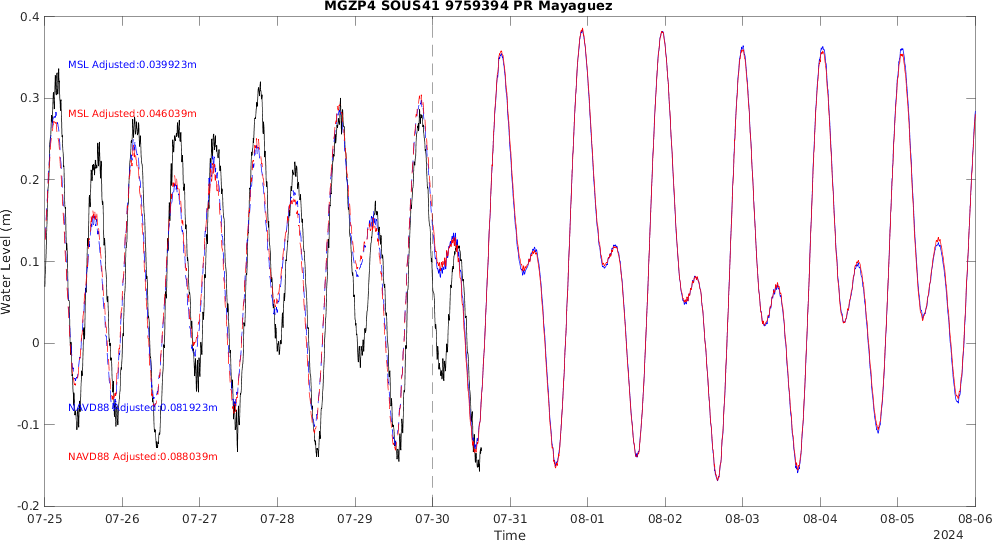 MGZP4 SOUS41 9759394 PR Mayaguez
0.4
0.3
0.2
0.1
0
-0.1
-0.2
Water Level (m)
MSL Adjusted:0.039923m
MSL Adjusted:0.046039m
NAVD88 Adjusted:0.081923m
NAVD88 Adjusted:0.088039m
07-25 07-26 07-27 07-28 07-29 07-30 07-31 08-01 08-02 08-03 08-04 08-05 08-06
Time
2024